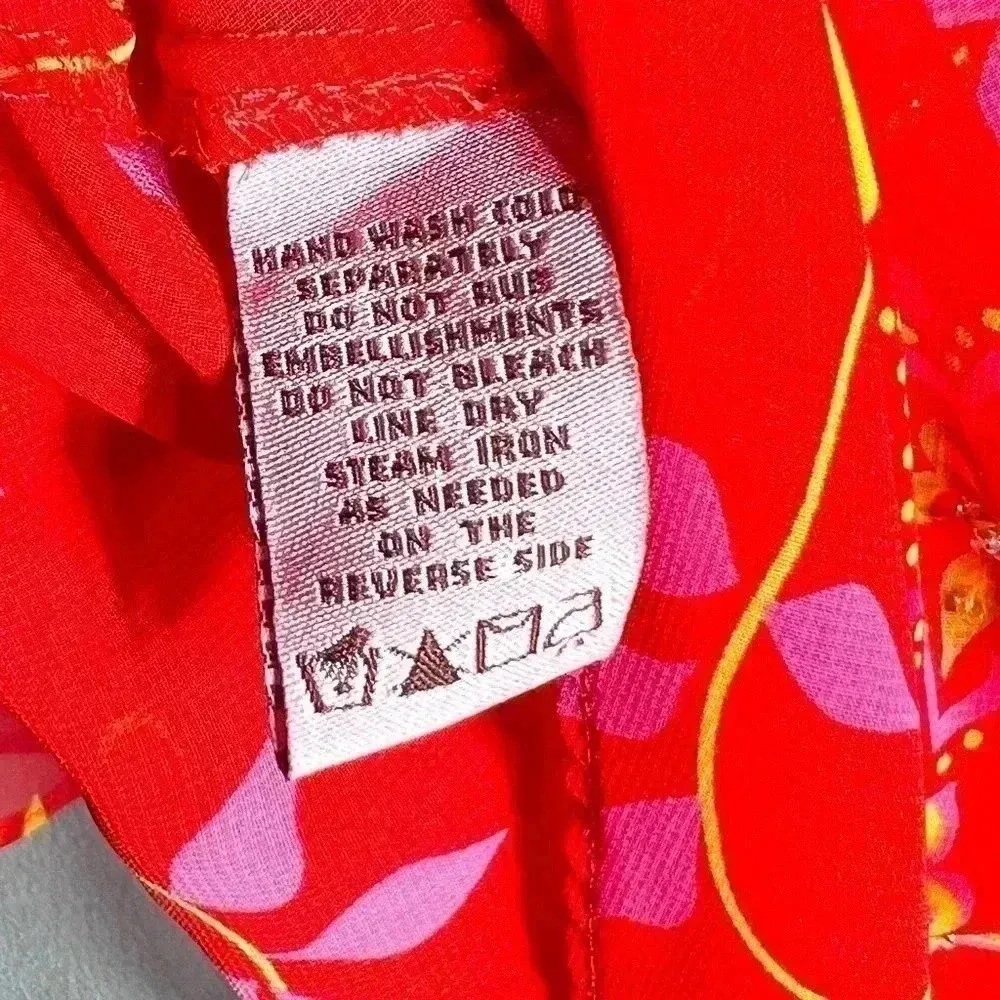 HAND WASH COLD
SEPARATELY
DO NOT RUB
EMBELLISHMENTS
DO NOT BLEACH
LINE DRY
STEAM IRON
AS NEEDED
ON THE
REVERSE SIDE